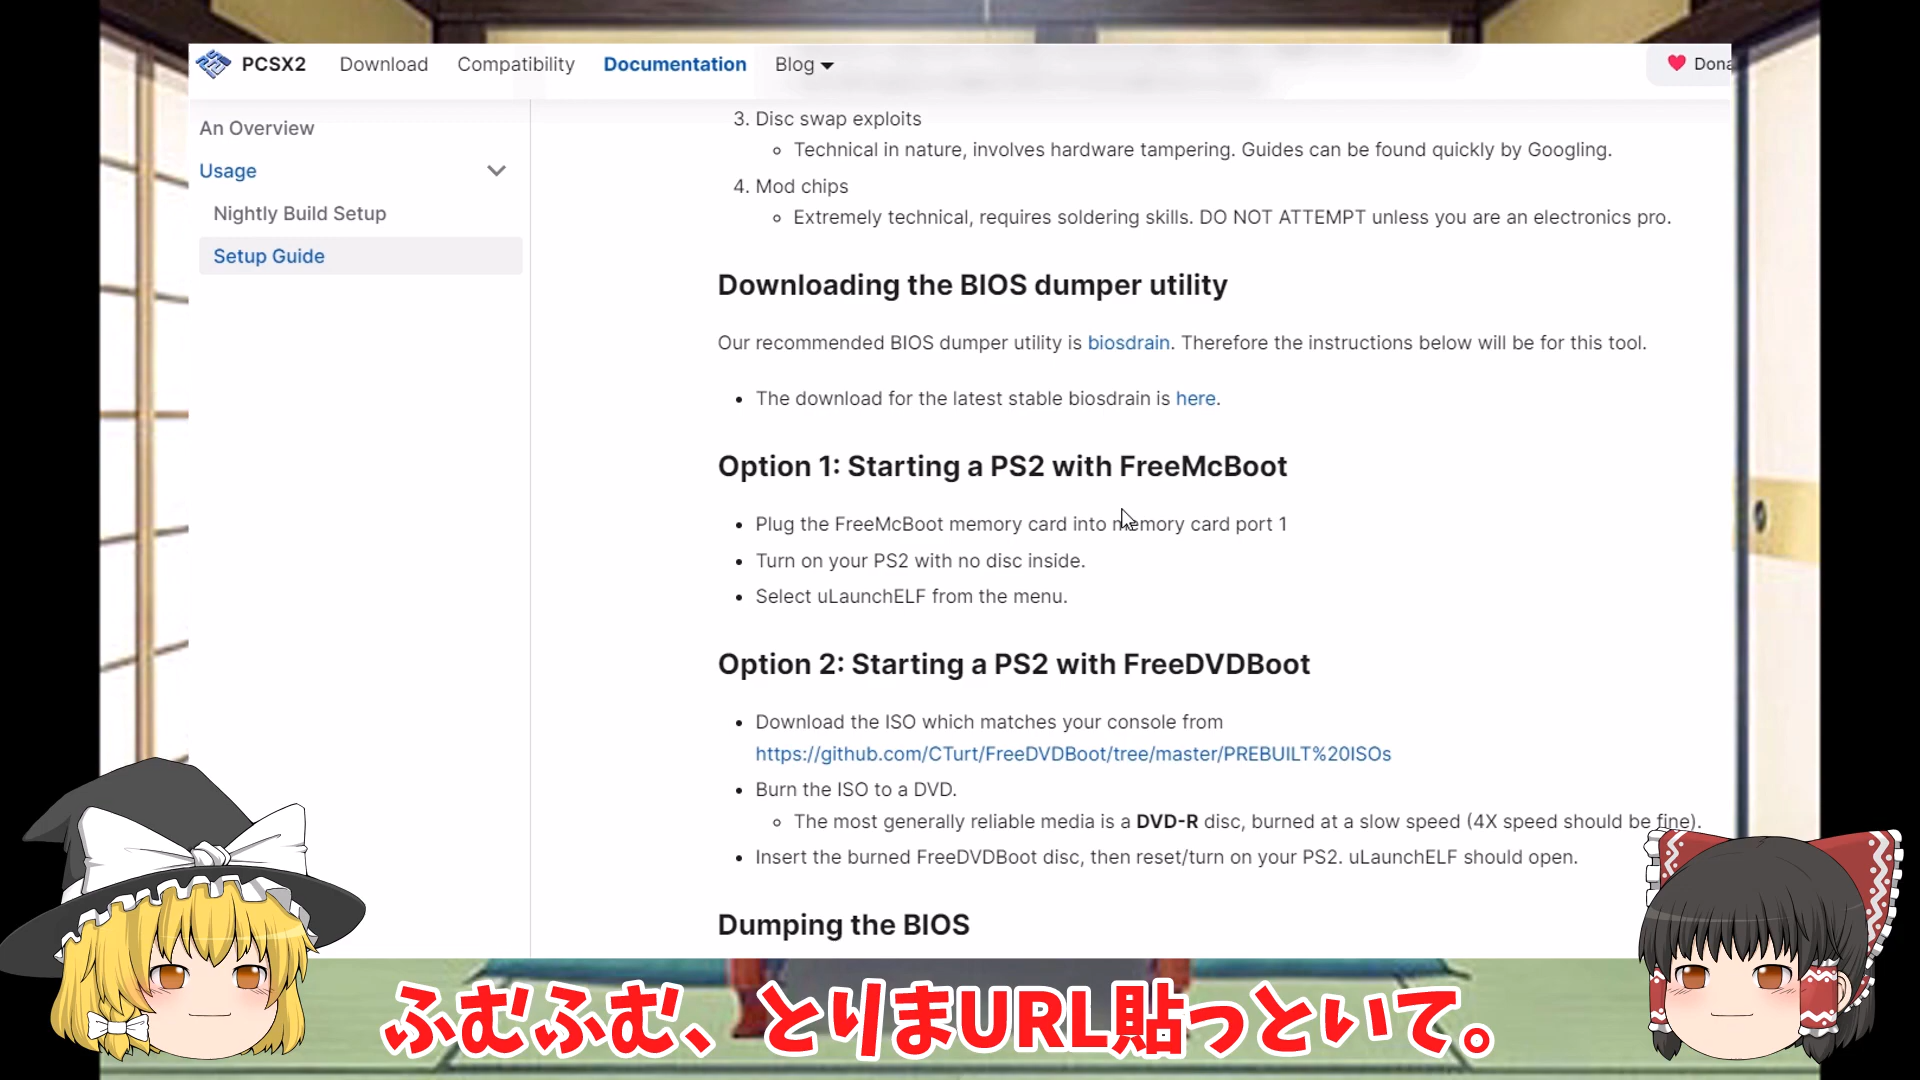 PCSX2 Download Compatibility Documentation Blog Dona
An Overview
Usage
Nightly Build Setup
Setup Guide
3. Disc swap exploits
Technical in nature, involves hardware tampering. Guides can be found quickly by Googling.
4. Mod chips
Extremely technical, requires soldering skills. DO NOT ATTEMPT unless you are an electronics pro.
Downloading the BIOS dumper utility
Our recommended BIOS dumper utility is biosdrain. Therefore the instructions below will be for this tool.
The download for the latest stable biosdrain is here.
Option 1: Starting a PS2 with FreeMcBoot
Plug the FreeMcBoot memory card into memory card port 1
Turn on your PS2 with no disc inside.
Select uLaunchELF from the menu.
Option 2: Starting a PS2 with FreeDVDBoot
Download the ISO which matches your console from
https://github.com/CTurt/FreeDVDBoot/tree/master/PREBUILT%20ISOs
Burn the ISO to a DVD.
The most generally reliable media is a DVD-R disc, burned at a slow speed (4X speed should be fine).
Insert the burned FreeDVDBoot disc, then reset/turn on your PS2. uLaunchELF should open.
Dumping the BIOS
ふむふむ、とりまURL貼っといて。